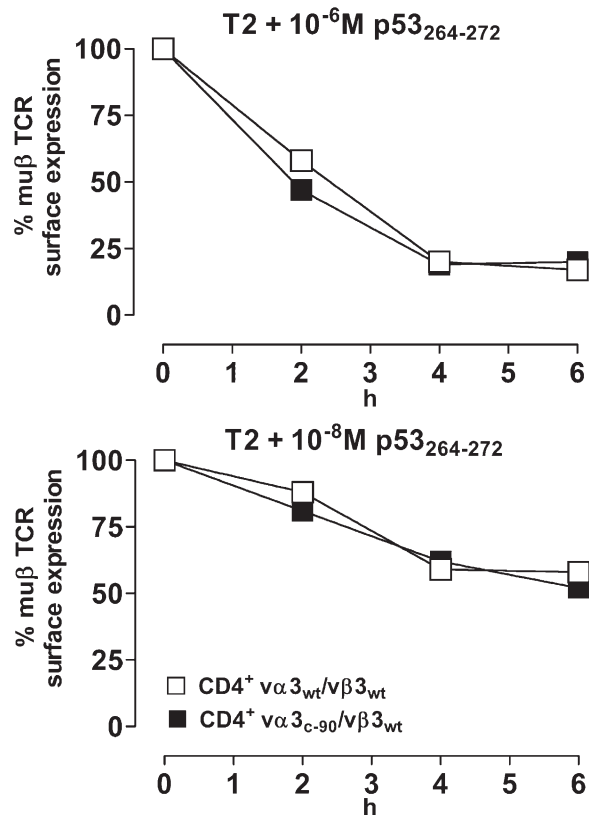 T2 + 10⁻⁶M p53₂₆₄₋₂₇₂
% muβ TCR
surface expression
100
75
50
25
0
0 1 2 3 4 5 6
h
T2 + 10⁻⁸M p53₂₆₄₋₂₇₂
% muβ TCR
surface expression
100
75
50
25
0
CD4⁺ vα3wt/vβ3wt
CD4⁺ vα3c-90/vβ3wt
0 1 2 3 4 5 6
h